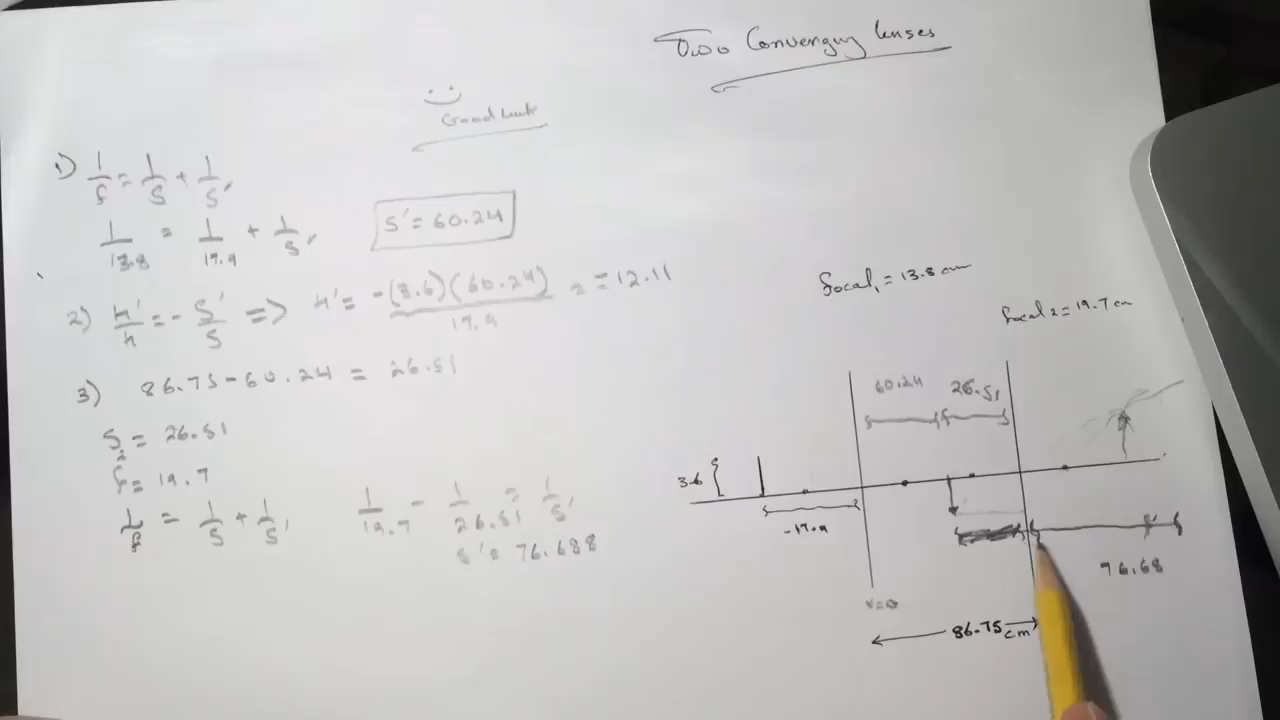 Two Converging lenses
Good Luck
1) 1/f = 1/S + 1/S'
1/13.8 = 1/17.9 + 1/S'
S' = 60.24
2) h'/h = - S'/S => h' = -(3.6)(60.24)/17.9 = 12.11
3) 86.75 - 60.24 = 26.51
S2 = 26.51
f = 19.7
1/f = 1/S + 1/S'
1/19.7 - 1/26.51 = 1/S'
S' = 76.688
focal1 = 13.8 cm
focal2 = 19.7 cm
60.24
26.51
3.6
-17.9
S'
76.68
x=0
86.75 cm